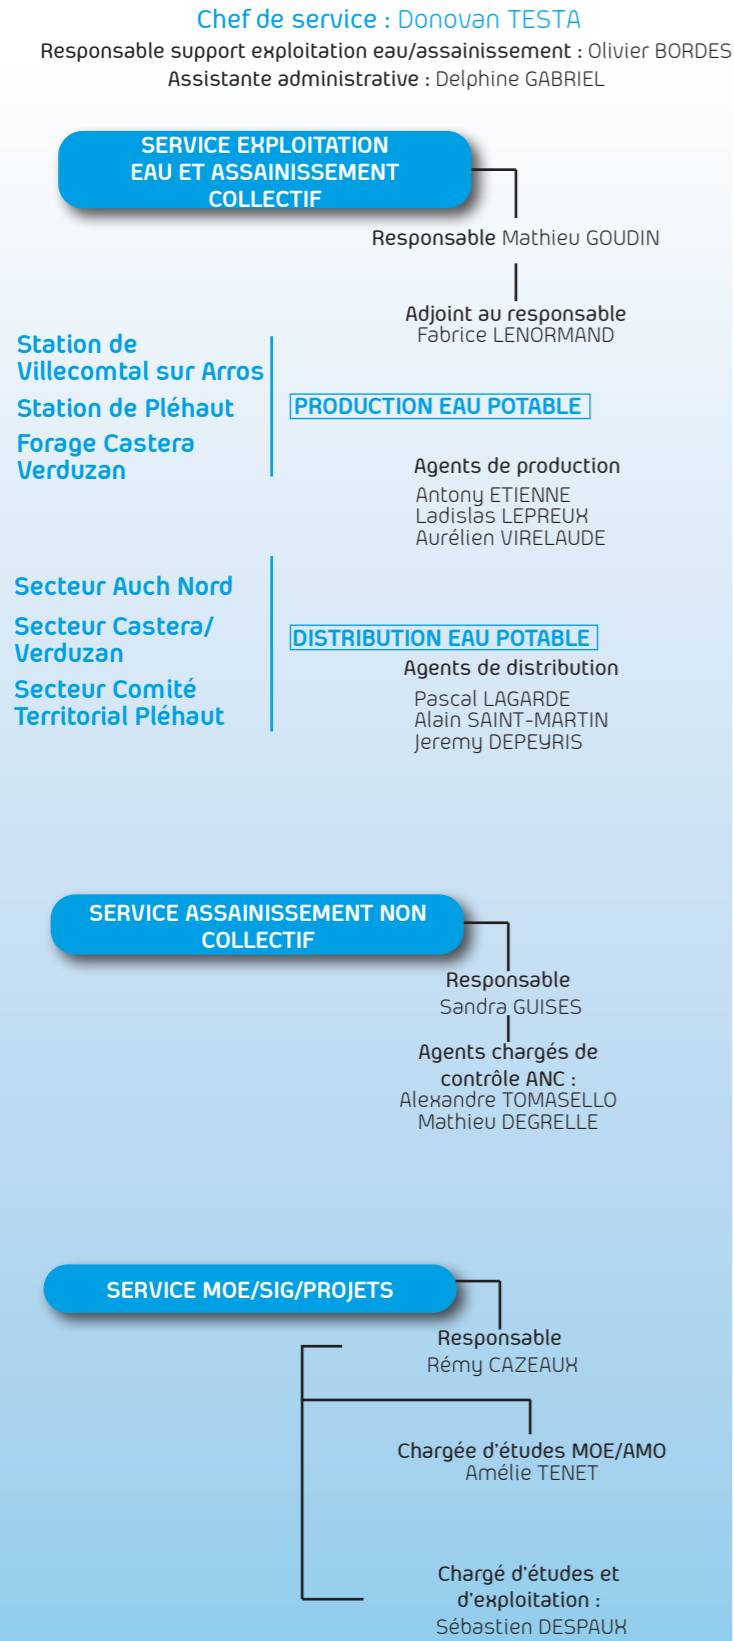 Chef de service : Donovan TESTA
Responsable support exploitation eau/assainissement : Olivier BORDES
Assistante administrative : Delphine GABRIEL
SERVICE EXPLOITATION
EAU ET ASSAINISSEMENT
COLLECTIF
Responsable Mathieu GOUDIN
Adjoint au responsable
Fabrice LENORMAND
Station de
Villecomtal sur Arros
Station de Pléhaut
Forage Castera
Verduzan
PRODUCTION EAU POTABLE
Agents de production
Antony ETIENNE
Ladislas LEPREUX
Aurélien VIRELAUDE
Secteur Auch Nord
Secteur Castera/
Verduzan
Secteur Comité
Territorial Pléhaut
DISTRIBUTION EAU POTABLE
Agents de distribution
Pascal LAGARDE
Alain SAINT-MARTIN
Jeremy DEPEYRIS
SERVICE ASSAINISSEMENT NON
COLLECTIF
Responsable
Sandra GUISES
Agents chargés de
contrôle ANC :
Alexandre TOMASELLO
Mathieu DEGRELLE
SERVICE MOE/SIG/PROJETS
Responsable
Rémy CAZEAUX
Chargée d'études MOE/AMO
Amélie TENET
Chargé d'études et
d'exploitation :
Sébastien DESPAUX